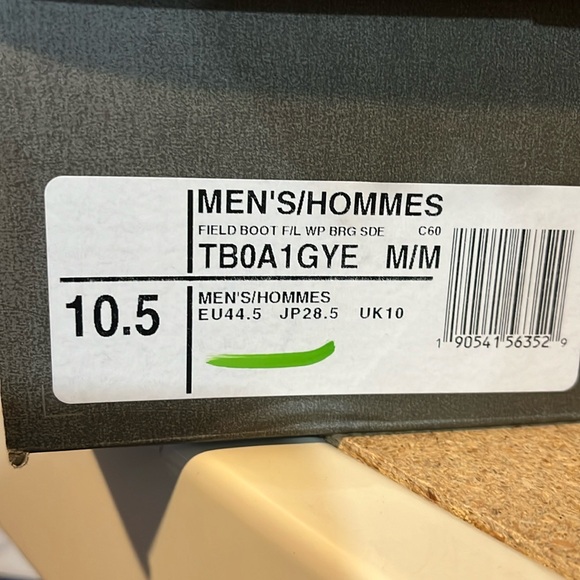 MEN'S/HOMMES
FIELD BOOT F/L WP BRG SDE C60
TB0A1GYE M/M
10.5
MEN'S/HOMMES
EU44.5 JP28.5 UK10
1 90541 56352 9